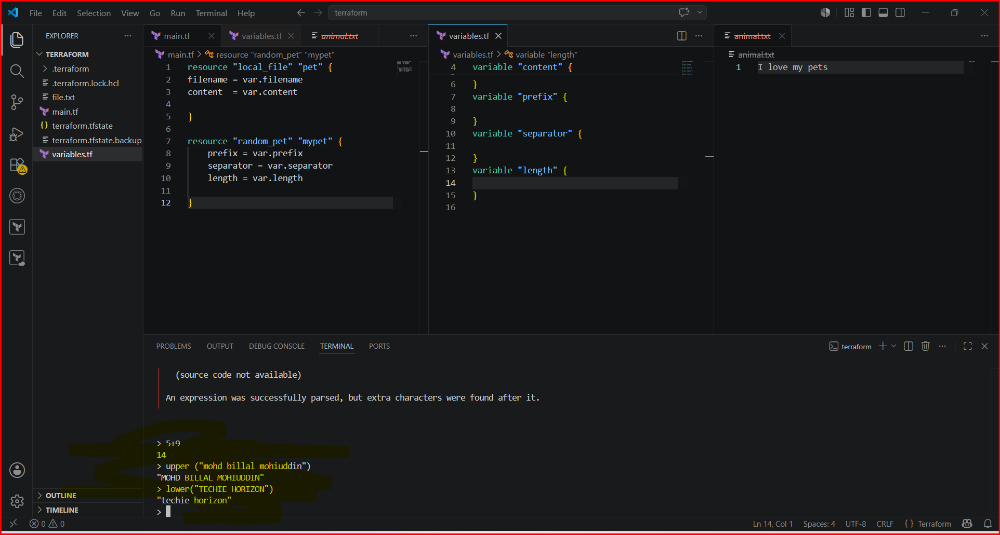 File Edit Selection View Go Run Terminal Help
terraform
EXPLORER
TERRAFORM
.terraform
.terraform.lock.hcl
file.txt
main.tf
terraform.tfstate
terraform.tfstate.backup
variables.tf
OUTLINE
TIMELINE
main.tf
variables.tf
animal.txt
main.tf > resource "random_pet" "mypet"
1 resource "local_file" "pet" {
2 filename = var.filename
3 content  = var.content
4
5 }
6
7 resource "random_pet" "mypet" {
8     prefix = var.prefix
9     separator = var.separator
10     length = var.length
11
12 }
variables.tf
variables.tf > variable "length"
4 variable "content" {
6 }
7 variable "prefix" {
8
9 }
10 variable "separator" {
11
12 }
13 variable "length" {
14
15 }
16
animal.txt
animal.txt
1 I love my pets
PROBLEMS OUTPUT DEBUG CONSOLE TERMINAL PORTS
terraform
(source code not available)
An expression was successfully parsed, but extra characters were found after it.
> 5+9
14
> upper ("mohd billal mohiuddin")
"MOHD BILLAL MOHIUDDIN"
> lower("TECHIE HORIZON")
"techie horizon"
>
0 0
Ln 14, Col 1 Spaces: 4 UTF-8 CRLF { } Terraform